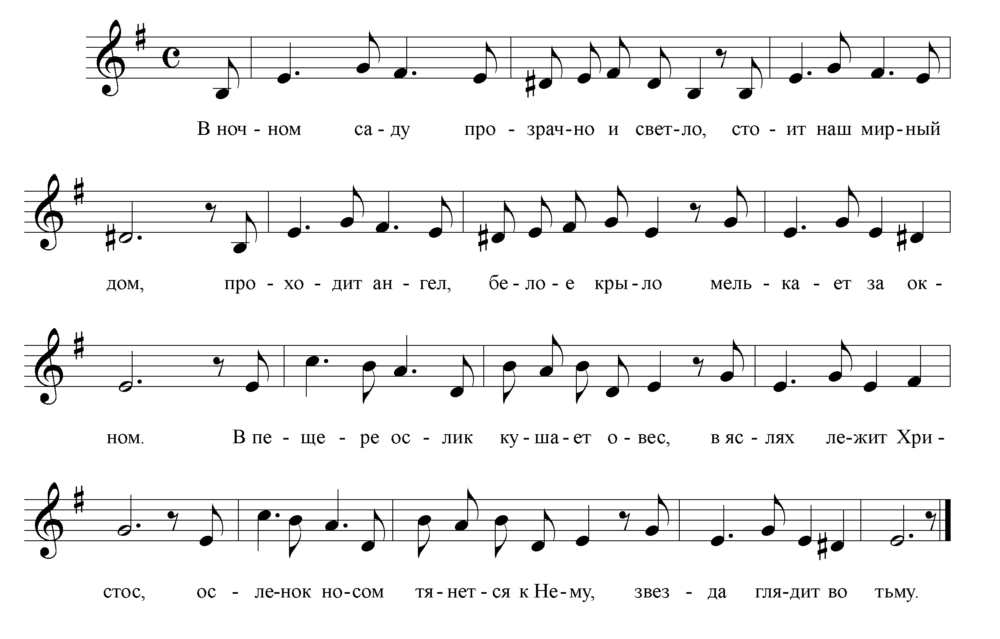 В ноч - ном са - ду про - зрач-но и свет-ло, сто - ит наш мир-ный
дом, про - хо - дит ан - гел, бе-ло-е кры-ло мель - ка - ет за ок -
ном. В пе - ще - ре ос - лик ку-ша-ет о-вес, в яс - лях ле-жит Хри -
стос, ос - ле-нок но-сом тя-нет-ся к Не-му, звез - да гля-дит во тьму.